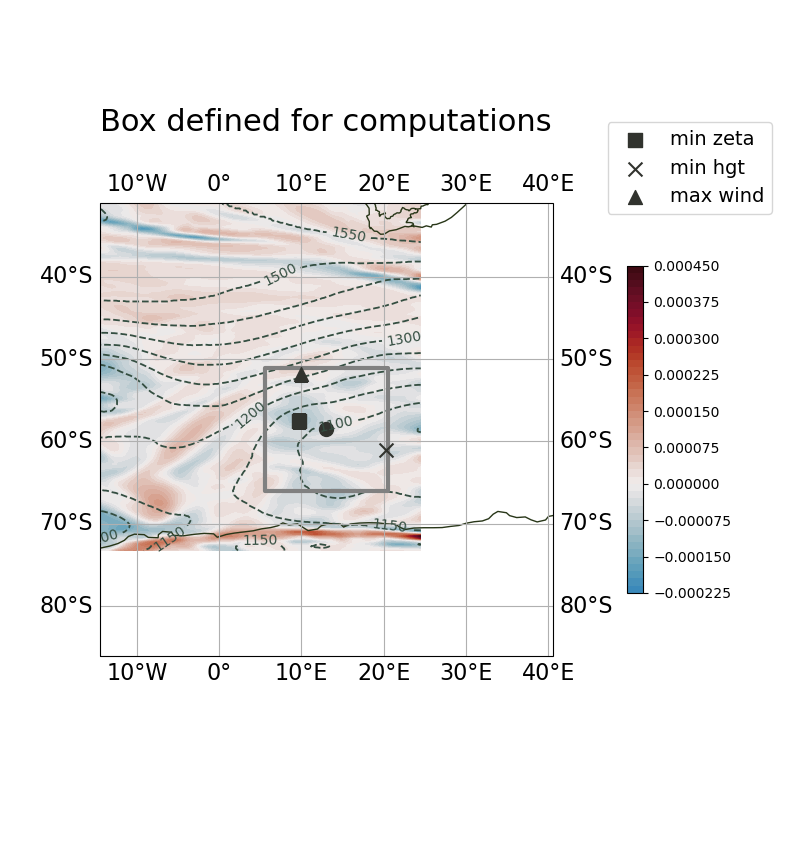 Box defined for computations
min zeta
min hgt
max wind
10°W 0° 10°E 20°E 30°E 40°E
1550
1500
1300
1200
1100
1150
1150
1150
00
40°S 40°S
50°S 50°S
60°S 60°S
70°S 70°S
80°S 80°S
10°W 0° 10°E 20°E 30°E 40°E
0.000450
0.000375
0.000300
0.000225
0.000150
0.000075
0.000000
−0.000075
−0.000150
−0.000225